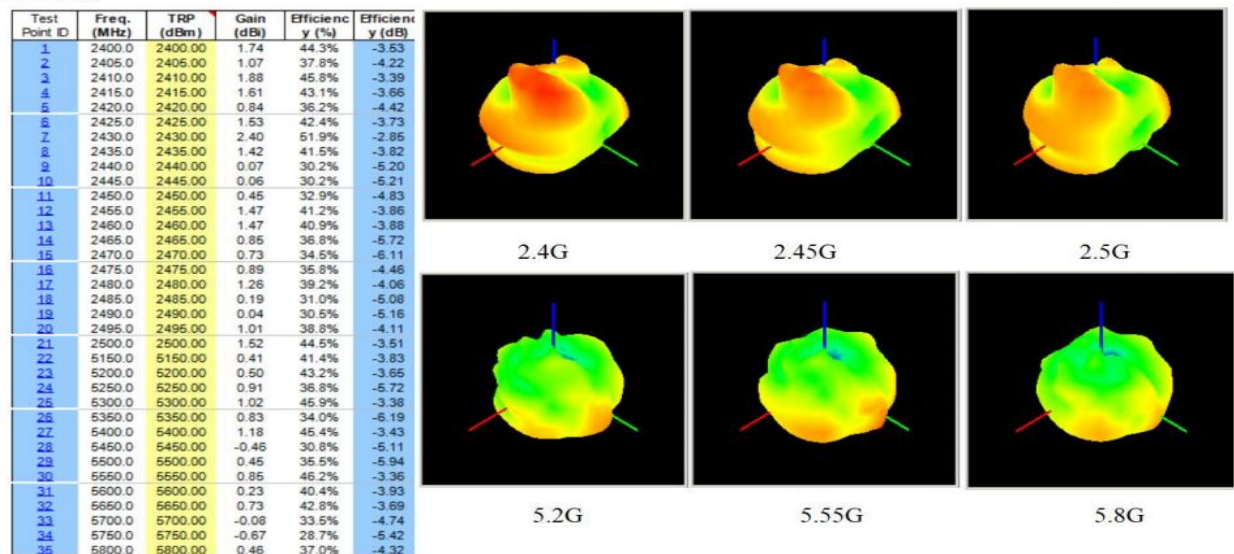 Test Point ID Freq. (MHz) TRP (dBm) Gain (dBi) Efficienc y (%) Efficienc y (dB)
1 2400.0 2400.00 1.74 44.3% -3.53
2 2405.0 2405.00 1.07 37.8% -4.22
3 2410.0 2410.00 1.88 45.8% -3.39
4 2415.0 2415.00 1.61 43.1% -3.66
5 2420.0 2420.00 0.84 36.2% -4.42
6 2425.0 2425.00 1.53 42.4% -3.73
7 2430.0 2430.00 2.40 51.9% -2.85
8 2435.0 2435.00 1.42 41.5% -3.82
9 2440.0 2440.00 0.07 30.2% -5.20
10 2445.0 2445.00 0.06 30.2% -5.21
11 2450.0 2450.00 0.45 32.9% -4.83
12 2455.0 2455.00 1.47 41.2% -3.86
13 2460.0 2460.00 1.47 40.9% -3.88
14 2465.0 2465.00 0.85 36.8% -5.72
15 2470.0 2470.00 0.73 34.5% -6.11
16 2475.0 2475.00 0.89 35.8% -4.46
17 2480.0 2480.00 1.26 39.2% -4.06
18 2485.0 2485.00 0.19 31.0% -5.08
19 2490.0 2490.00 0.04 30.5% -5.16
20 2495.0 2495.00 1.01 38.8% -4.11
21 2500.0 2500.00 1.52 44.5% -3.51
22 5150.0 5150.00 0.41 41.4% -3.83
23 5200.0 5200.00 0.50 43.2% -3.65
24 5250.0 5250.00 0.91 36.8% -5.72
25 5300.0 5300.00 1.02 45.9% -3.38
26 5350.0 5350.00 0.83 34.0% -6.19
27 5400.0 5400.00 1.18 45.4% -3.43
28 5450.0 5450.00 -0.46 30.8% -5.11
29 5500.0 5500.00 0.45 35.5% -5.94
30 5550.0 5550.00 0.85 46.2% -3.36
31 5600.0 5600.00 0.23 40.4% -3.93
32 5650.0 5650.00 0.73 42.8% -3.69
33 5700.0 5700.00 -0.08 33.5% -4.74
34 5750.0 5750.00 -0.67 28.7% -5.42
35 5800.0 5800.00 0.46 37.0% -4.32
2.4G 2.45G 2.5G
5.2G 5.55G 5.8G